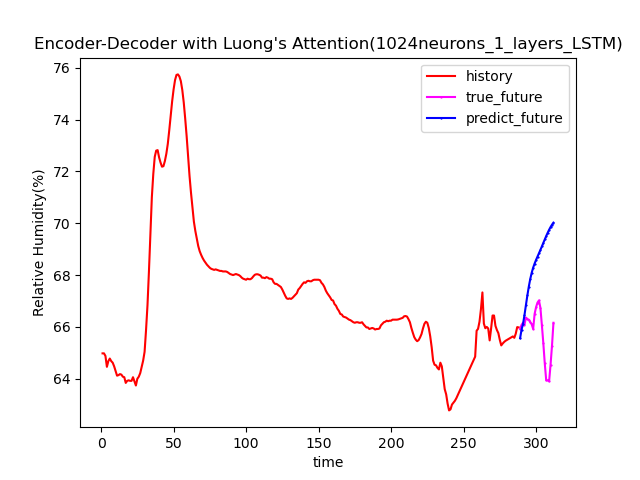 Encoder-Decoder with Luong's Attention(1024neurons_1_layers_LSTM)
history
true_future
predict_future
Relative Humidity(%)
76
74
72
70
68
66
64
0 50 100 150 200 250 300
time